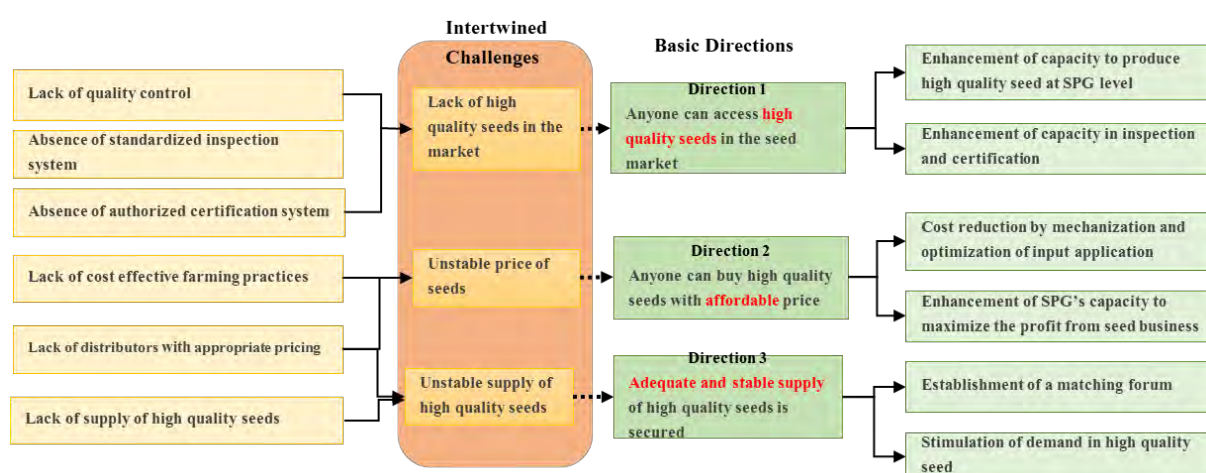 Intertwined
Challenges
Basic Directions
Lack of quality control
Absence of standardized inspection
system
Absence of authorized certification system
Lack of cost effective farming practices
Lack of distributors with appropriate pricing
Lack of supply of high quality seeds
Lack of high
quality seeds in the
market
Unstable price of
seeds
Unstable supply of
high quality seeds
Direction 1
Anyone can access high
quality seeds in the seed
market
Direction 2
Anyone can buy high quality
seeds with affordable price
Direction 3
Adequate and stable supply
of high quality seeds is
secured
Enhancement of capacity to produce
high quality seed at SPG level
Enhancement of capacity in inspection
and certification
Cost reduction by mechanization and
optimization of input application
Enhancement of SPG's capacity to
maximize the profit from seed business
Establishment of a matching forum
Stimulation of demand in high quality
seed